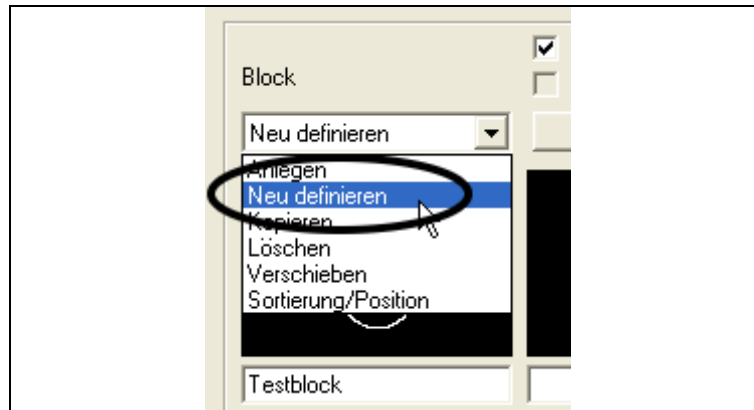 Block
Neu definieren
Anlegen
Neu definieren
Kopieren
Löschen
Verschieben
Sortierung/Position
Testblock